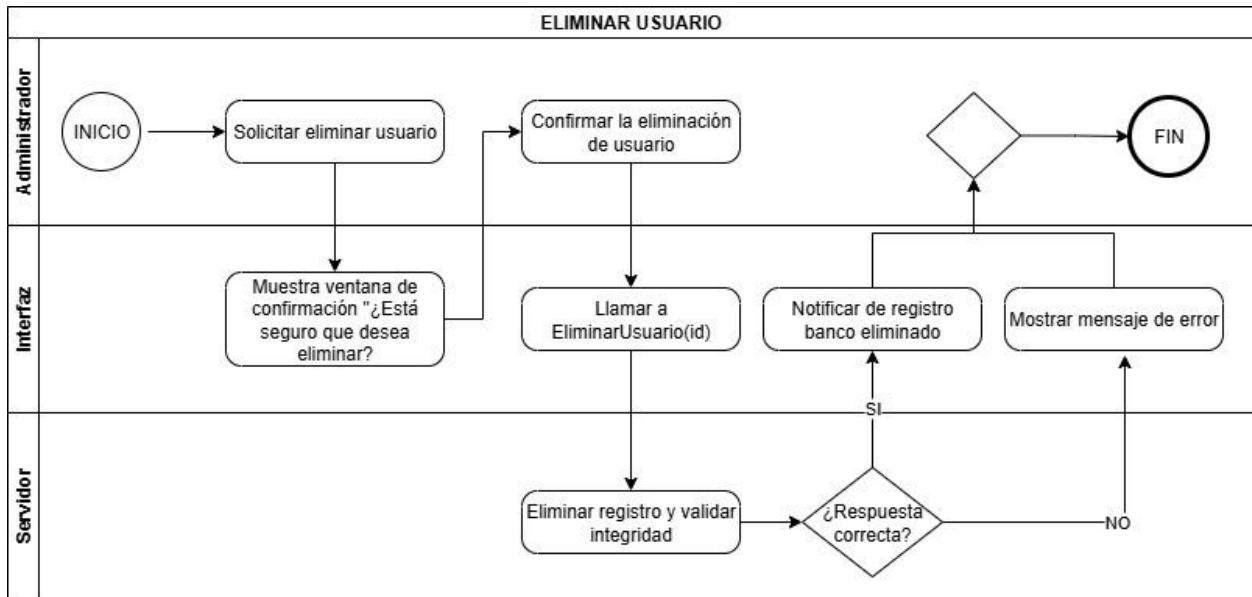 ELIMINAR USUARIO
Administrador
INICIO
Solicitar eliminar usuario
Confirmar la eliminación
de usuario
FIN
Interfaz
Muestra ventana de
confirmación "¿Está
seguro que desea
eliminar?
Llamar a
EliminarUsuario(id)
Notificar de registro
banco eliminado
Mostrar mensaje de error
SI
Servidor
Eliminar registro y validar
integridad
¿Respuesta
correcta?
NO